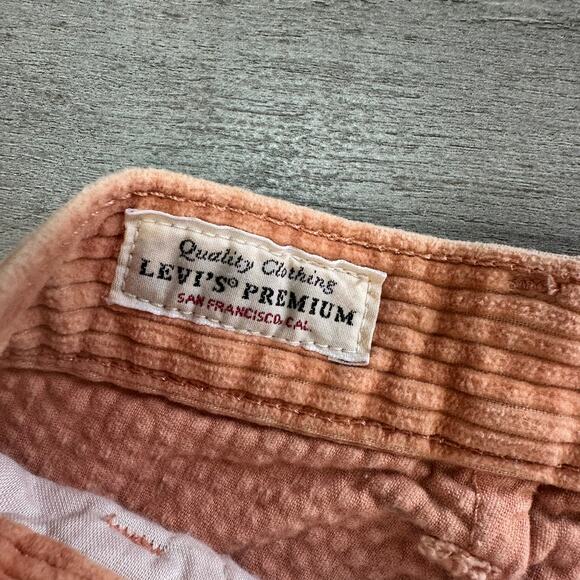 Quality Clothing
LEVI'S® PREMIUM
SAN FRANCISCO, CAL